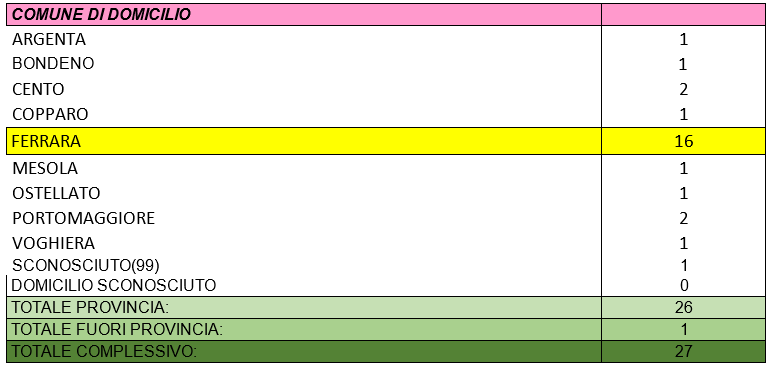 COMUNE DI DOMICILIO
ARGENTA 1
BONDENO 1
CENTO 2
COPPARO 1
FERRARA 16
MESOLA 1
OSTELLATO 1
PORTOMAGGIORE 2
VOGHIERA 1
SCONOSCIUTO(99) 1
DOMICILIO SCONOSCIUTO 0
TOTALE PROVINCIA: 26
TOTALE FUORI PROVINCIA: 1
TOTALE COMPLESSIVO: 27